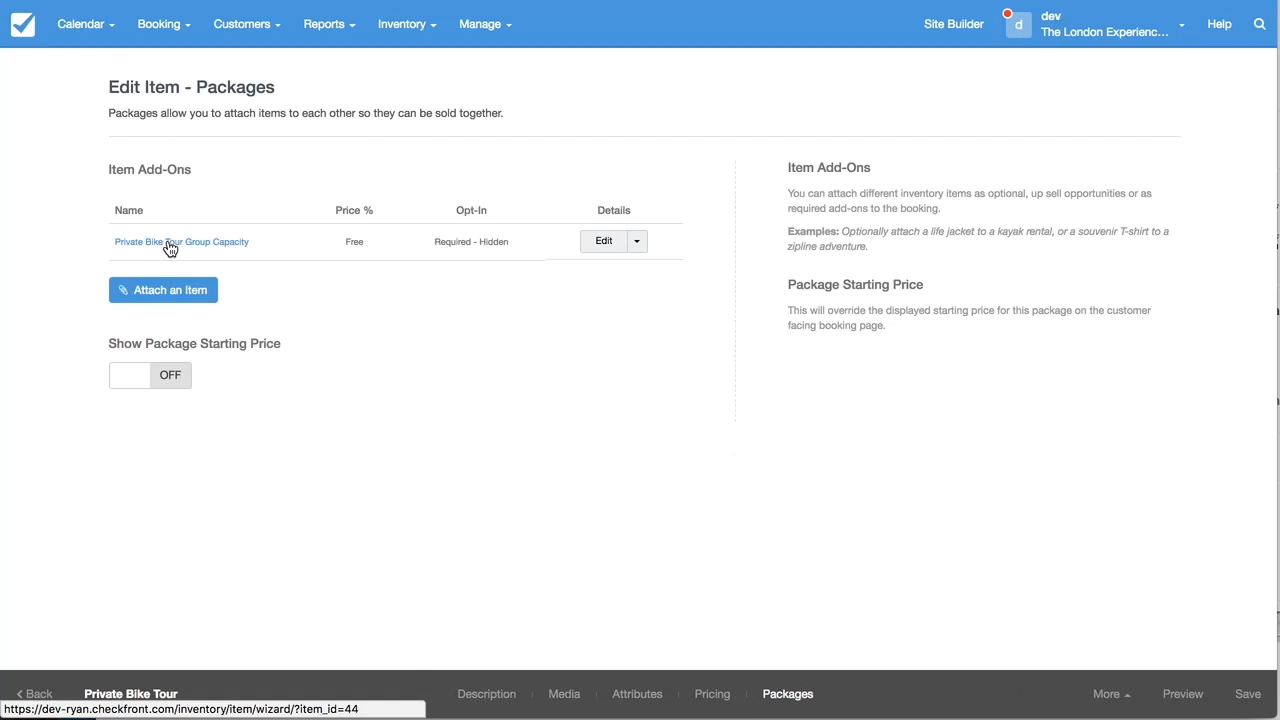 Calendar
Booking
Customers
Reports
Inventory
Manage
Site Builder
d
dev
The London Experienc...
Help
Edit Item - Packages
Packages allow you to attach items to each other so they can be sold together.
Item Add-Ons
Name
Price %
Opt-In
Details
Private Bike Tour Group Capacity
Free
Required - Hidden
Edit
Attach an Item
Show Package Starting Price
OFF
Item Add-Ons
You can attach different inventory items as optional, up sell opportunities or as
required add-ons to the booking.
Examples: Optionally attach a life jacket to a kayak rental, or a souvenir T-shirt to a
zipline adventure.
Package Starting Price
This will override the displayed starting price for this package on the customer
facing booking page.
Back
Private Bike Tour
Description
Media
Attributes
Pricing
Packages
More
Preview
Save
https://dev-ryan.checkfront.com/inventory/item/wizard/?item_id=44